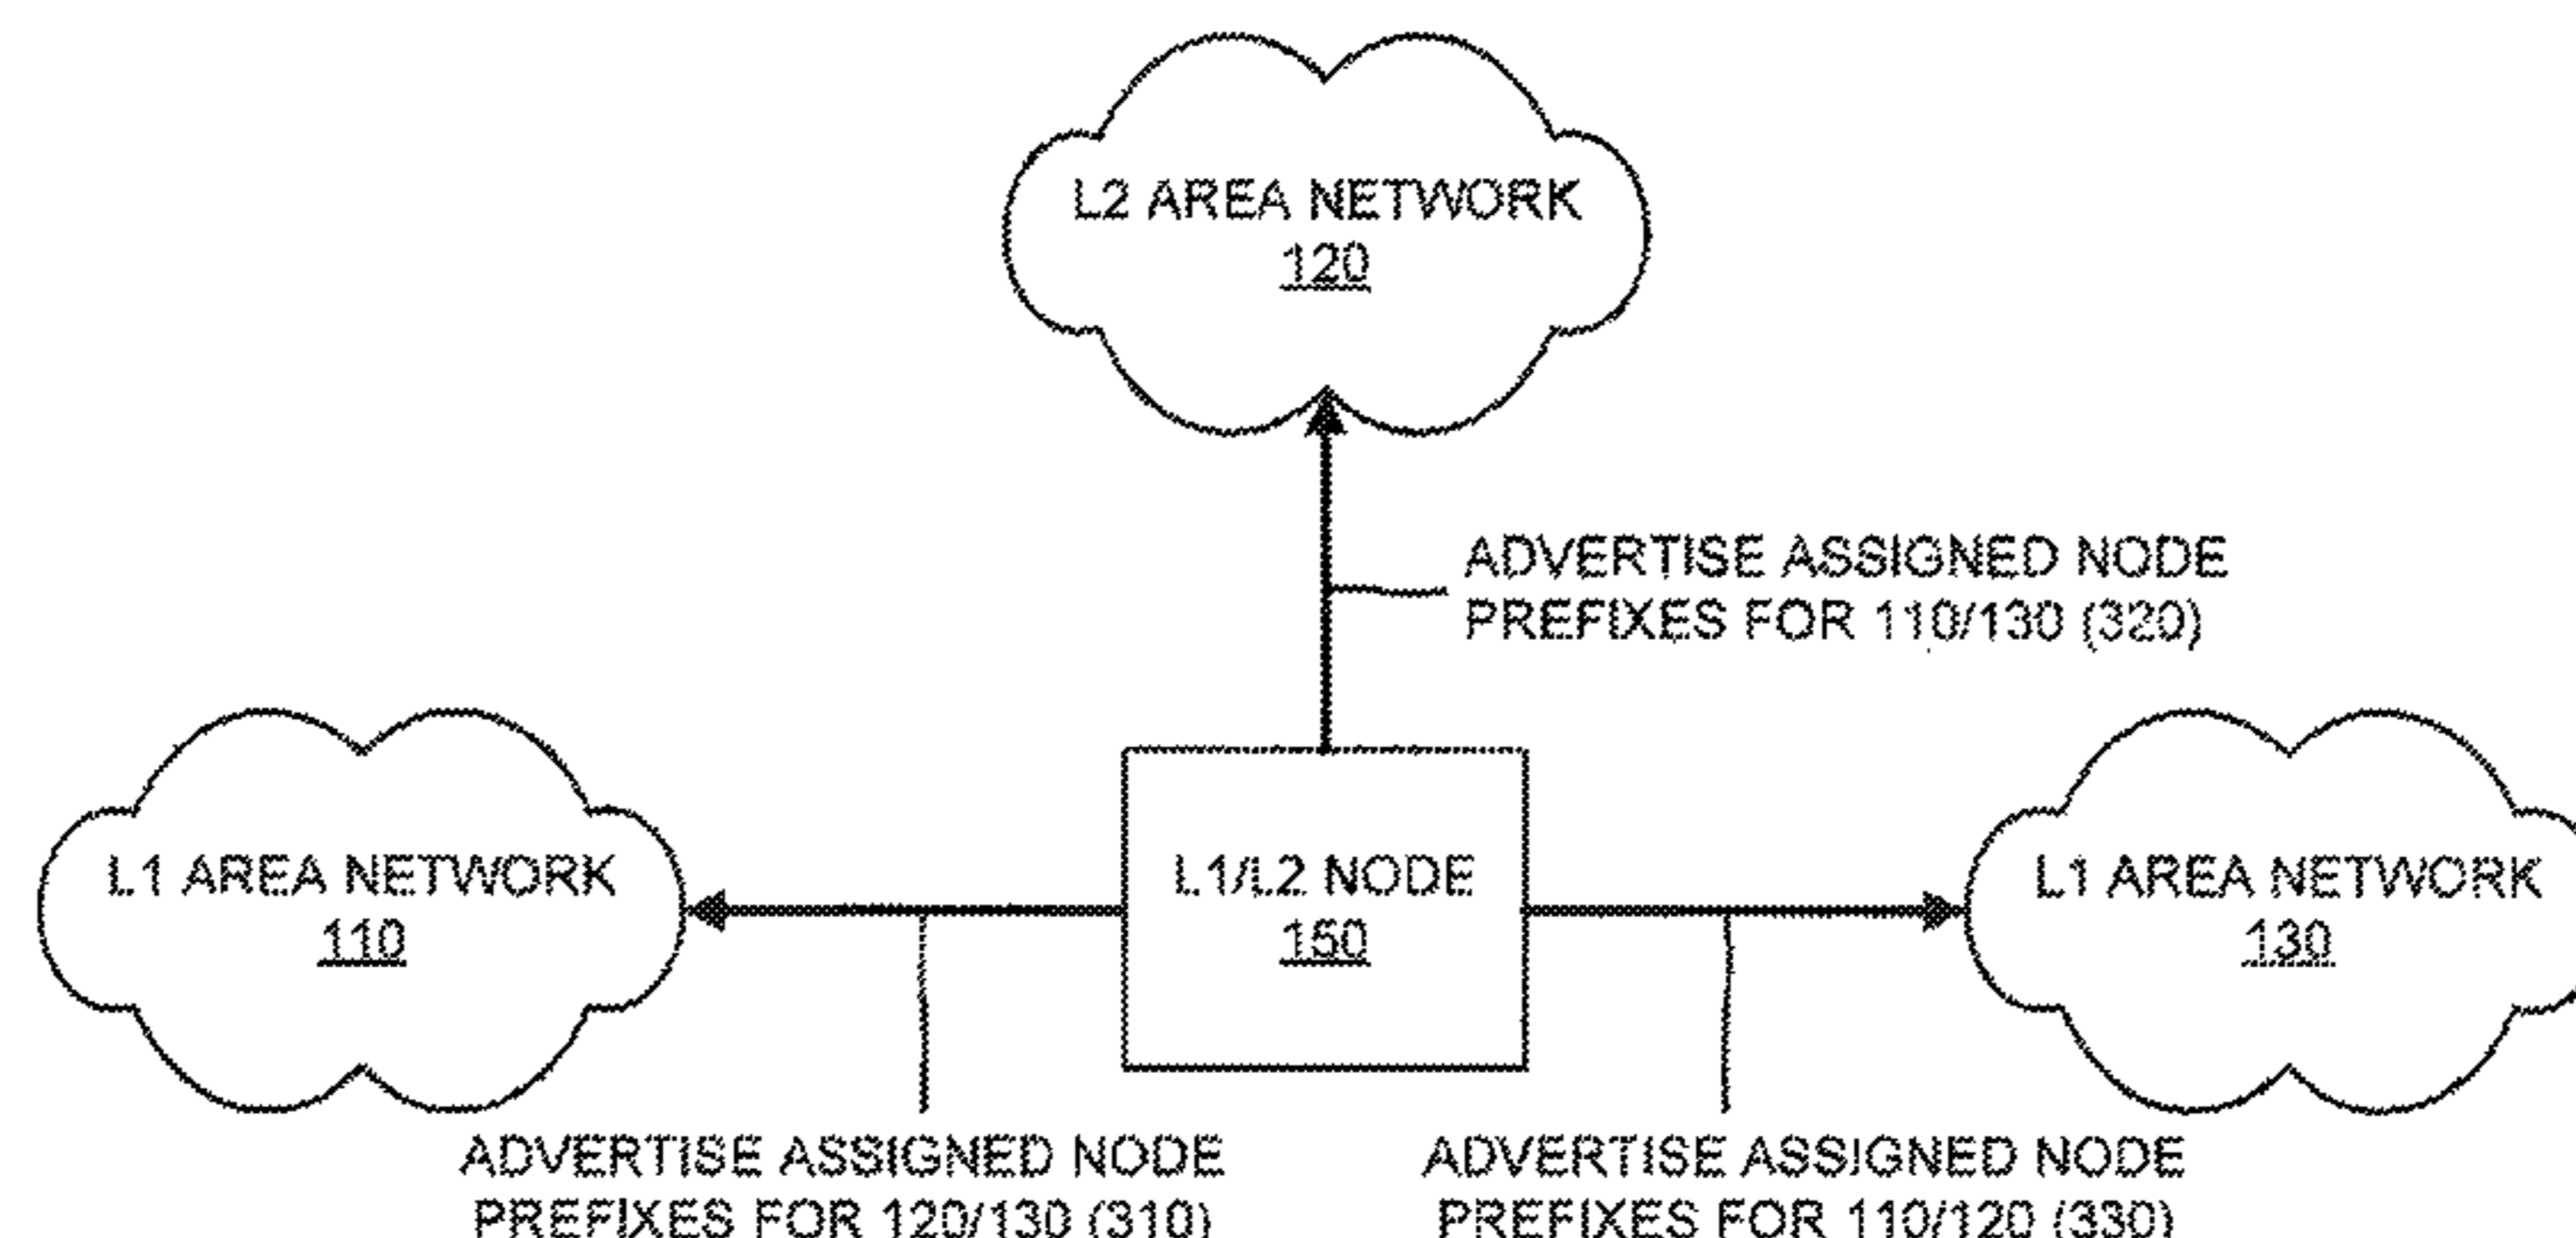 L2 AREA NETWORK
120
ADVERTISE ASSIGNED NODE
PREFIXES FOR 110/130 (320)
L1 AREA NETWORK
110
L1/L2 NODE
150
L1 AREA NETWORK
130
ADVERTISE ASSIGNED NODE
PREFIXES FOR 120/130 (310)
ADVERTISE ASSIGNED NODE
PREFIXES FOR 110/120 (330)